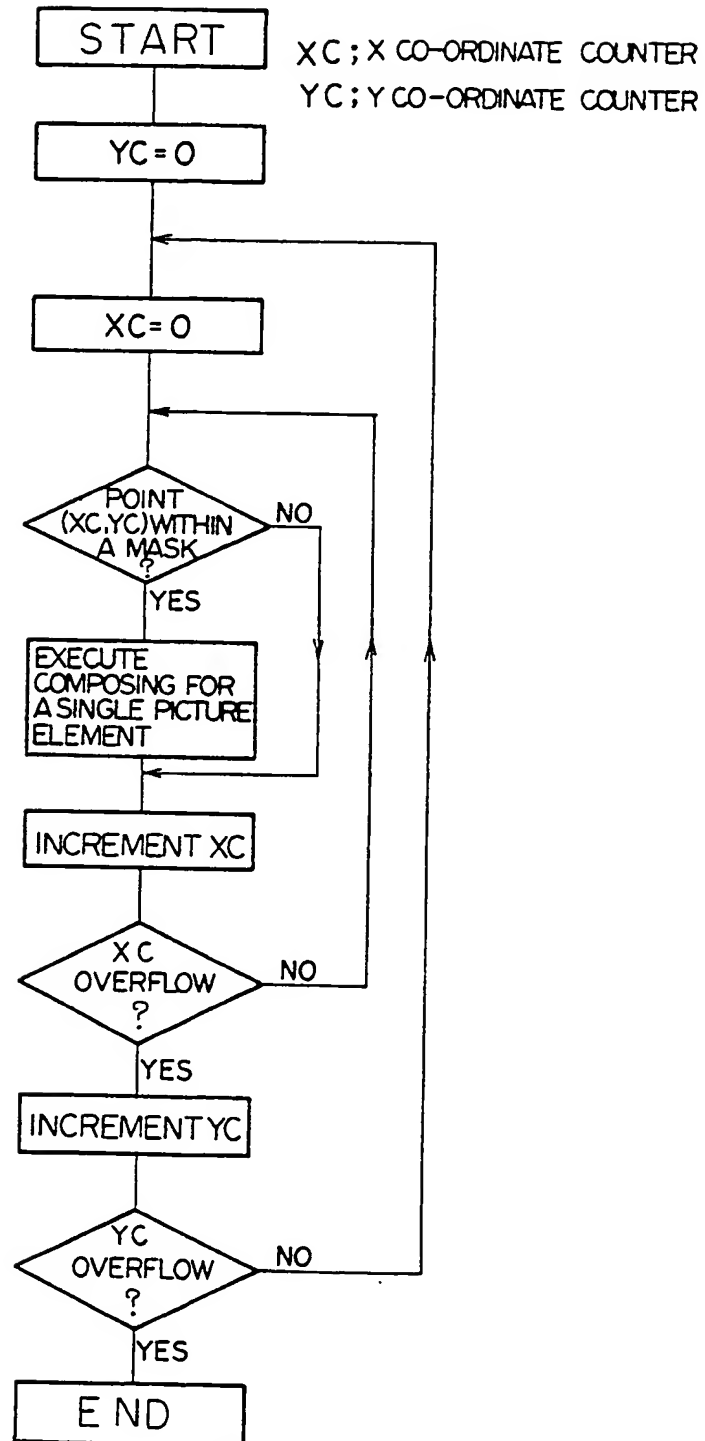 START
XC; X CO-ORDINATE COUNTER
YC; Y CO-ORDINATE COUNTER
YC=0
XC=0
POINT
(XC,YC)WITHIN
A MASK
?
NO
YES
EXECUTE
COMPOSING FOR
A SINGLE PICTURE
ELEMENT
INCREMENT XC
XC
OVERFLOW
?
NO
YES
INCREMENT YC
YC
OVERFLOW
?
NO
YES
END